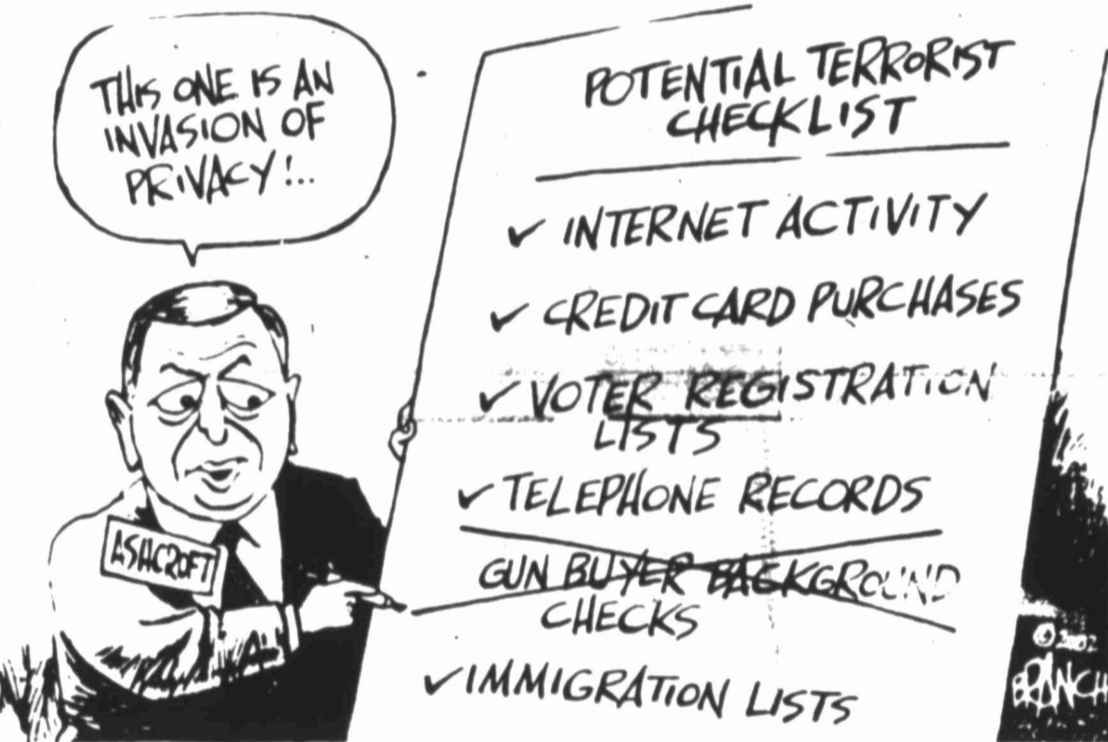 THIS ONE IS AN
INVASION OF
PRIVACY!..
POTENTIAL TERRORIST
CHECKLIST
✓ INTERNET ACTIVITY
✓ CREDIT CARD PURCHASES
✓ VOTER REGISTRATION
LISTS
✓ TELEPHONE RECORDS
GUN BUYER BACKGROUND
CHECKS
✓ IMMIGRATION LISTS
ASHCROFT
© 2002
BRANCH